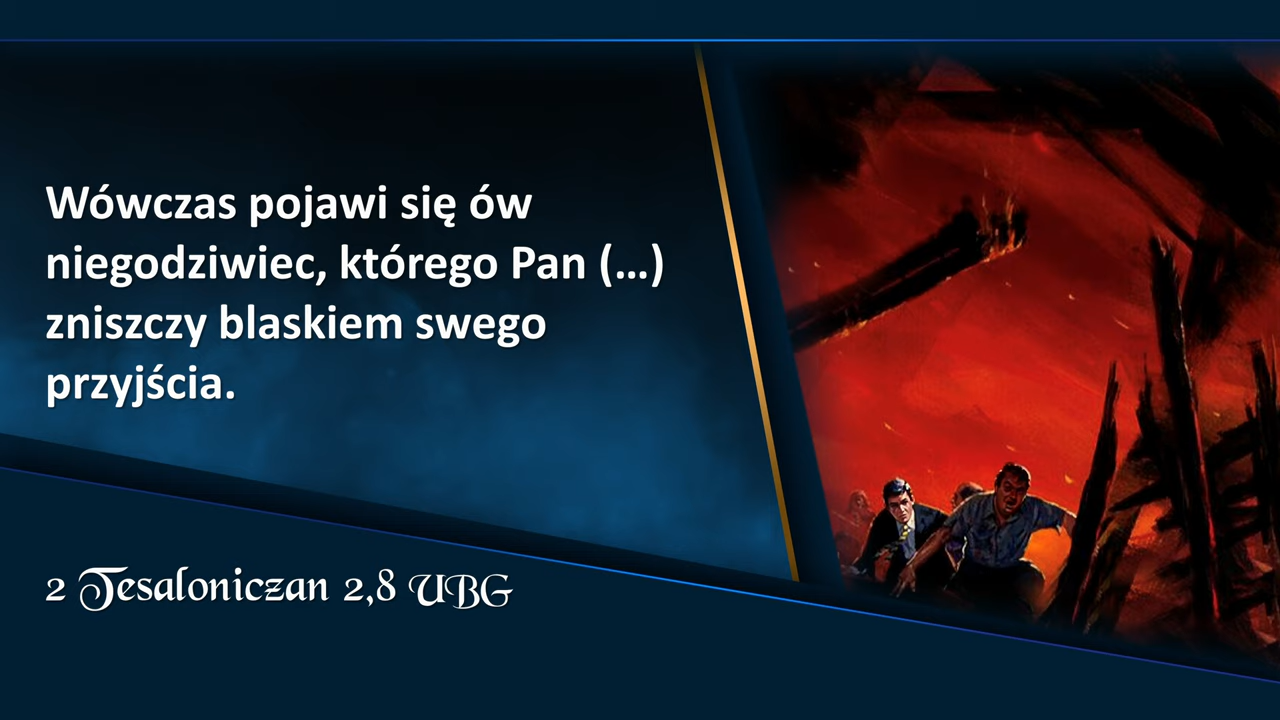 Wówczas pojawi się ów
niegodziwiec, którego Pan (...)
zniszczy blaskiem swego
przyjścia.
2 Tesaloniczan 2,8 UBG